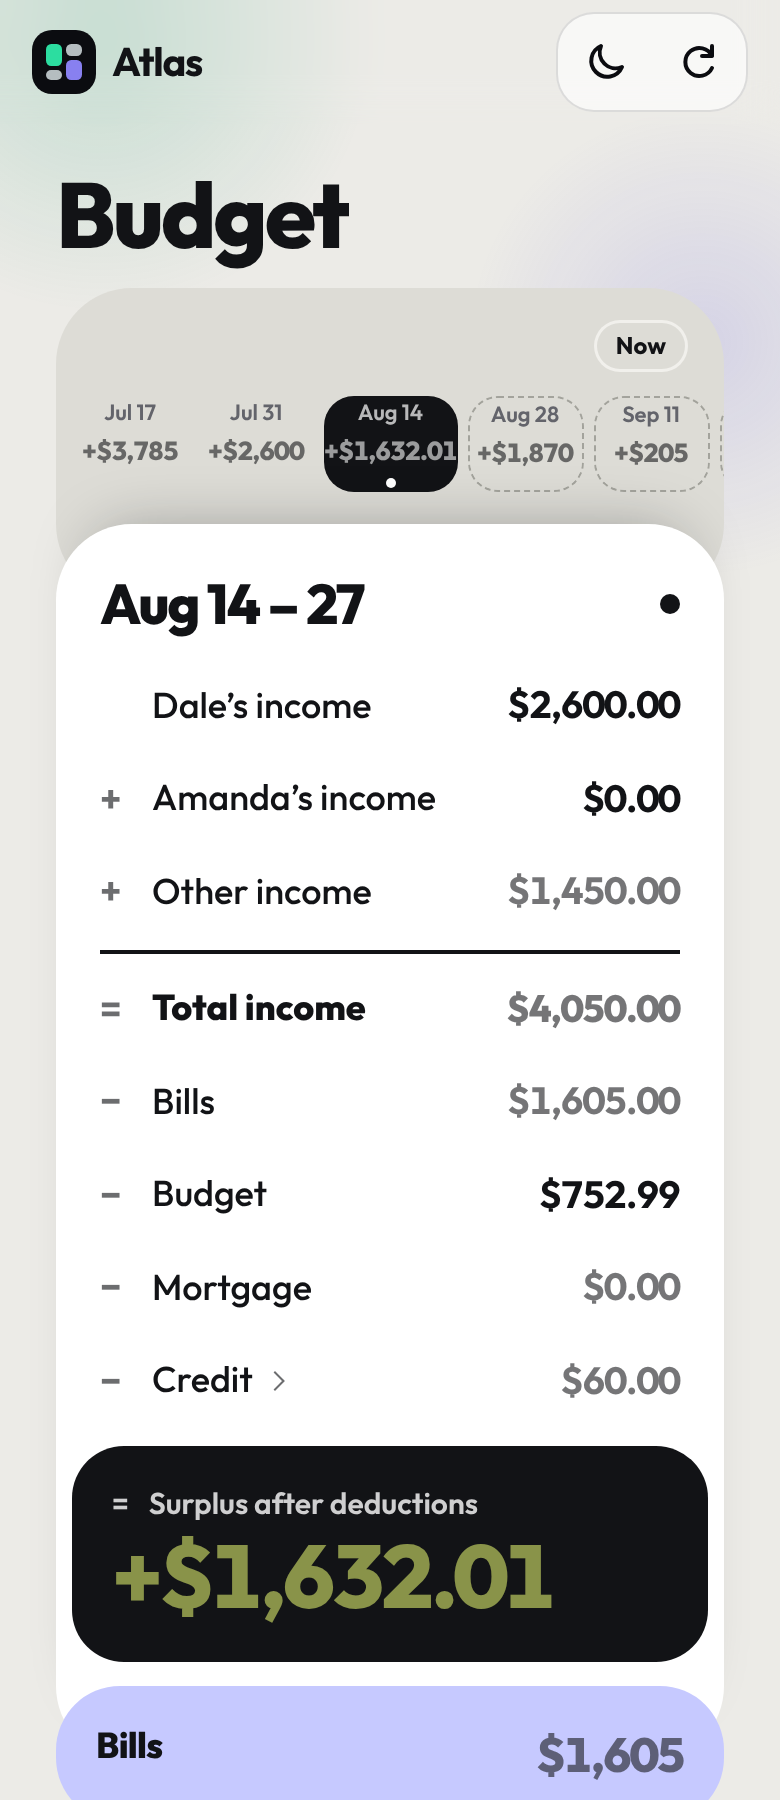 Atlas
Budget
Now
Jul 17 Jul 31 Aug 14 Aug 28 Sep 11
+$3,785 +$2,600 +$1,632.01 +$1,870 +$205
Aug 14 – 27
Dale’s income $2,600.00
+ Amanda’s income $0.00
+ Other income $1,450.00
= Total income $4,050.00
– Bills $1,605.00
– Budget $752.99
– Mortgage $0.00
– Credit > $60.00
= Surplus after deductions
+$1,632.01
Bills $1,605